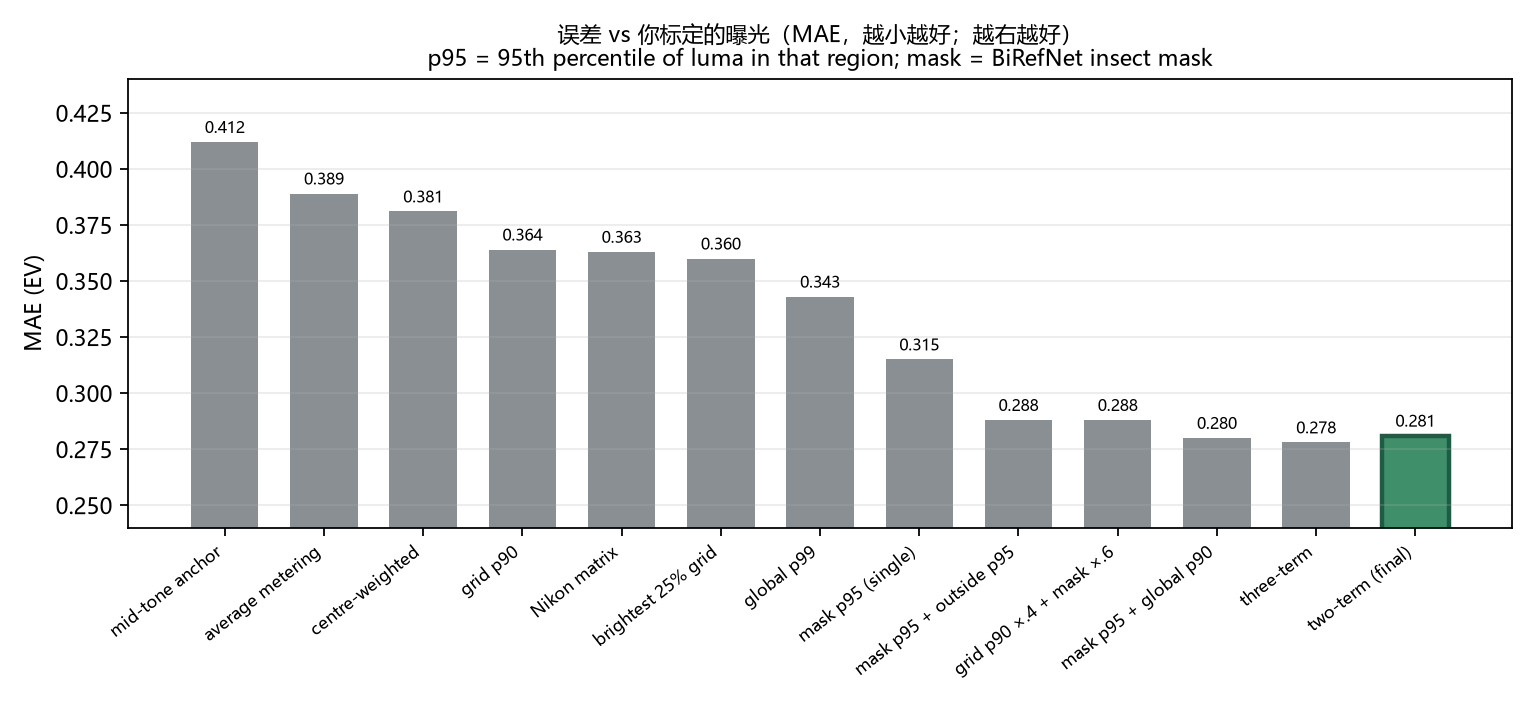 误差 vs 你标定的曝光（MAE，越小越好；越右越好）
p95 = 95th percentile of luma in that region; mask = BiRefNet insect mask
MAE (EV)
0.425
0.400
0.375
0.350
0.325
0.300
0.275
0.250
0.412
0.389
0.381
0.364
0.363
0.360
0.343
0.315
0.288
0.288
0.280
0.278
0.281
mid-tone anchor
average metering
centre-weighted
grid p90
Nikon matrix
brightest 25% grid
global p99
mask p95 (single)
mask p95 + outside p95
grid p90 ×.4 + mask ×.6
mask p95 + global p90
three-term
two-term (final)